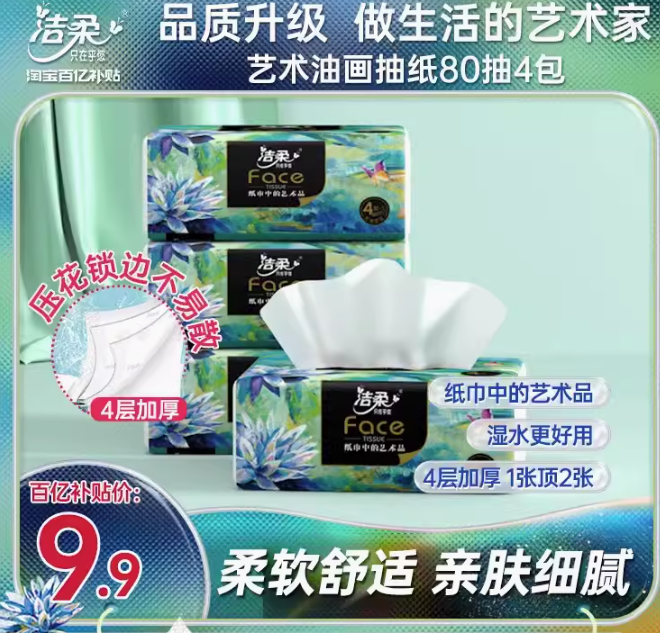 洁柔
只在乎你
淘宝百亿补贴
品质升级 做生活的艺术家
艺术油画抽纸80抽4包
洁柔
Face
TISSUE
纸巾中的艺术品
4
洁柔
Face
压花锁边不易散
4层加厚
洁柔
只在乎你
Face
TISSUE
纸巾中的艺术品
纸巾中的艺术品
湿水更好用
4层加厚 1张顶2张
百亿补贴价:
9.9
柔软舒适 亲肤细腻